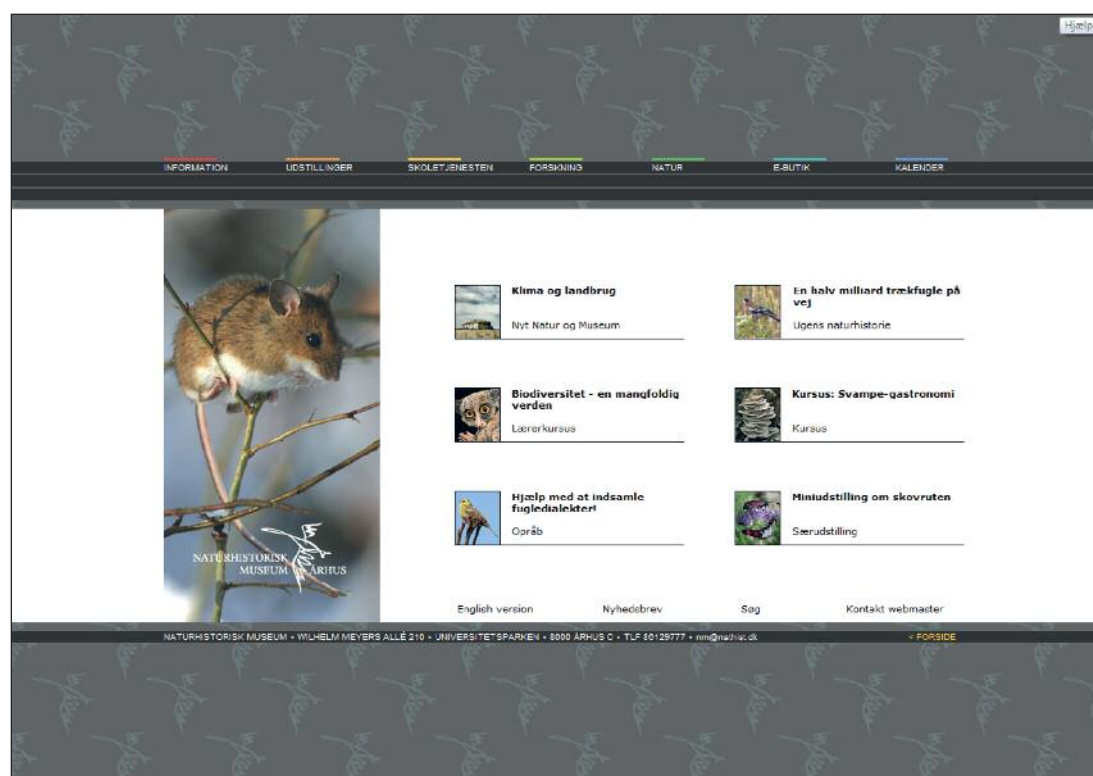 Hjælp
INFORMATION UDSTILLINGER SKOLETJENESTEN FORSKNING NATUR E-BUTIK KALENDER
Klima og landbrug
Nyt Natur og Museum
En halv milliard trækfugle på
vej
Ugens naturhistorie
Biodiversitet - en mangfoldig
verden
Lærerkursus
Kursus: Svampe-gastronomi
Kursus
Hjælp med at indsamle
fugledialekter!
Opråb
Miniudstilling om skovruten
Særudstilling
NATURHISTORISK
MUSEUM ÅRHUS
English version Nyhedsbrev Søg Kontakt webmaster
NATURHISTORISK MUSEUM • WILHELM MEYERS ALLÉ 210 • UNIVERSITETSPARKEN • 8000 ÅRHUS C • TLF 86129777 • nm@nathist.dk < FORSIDE